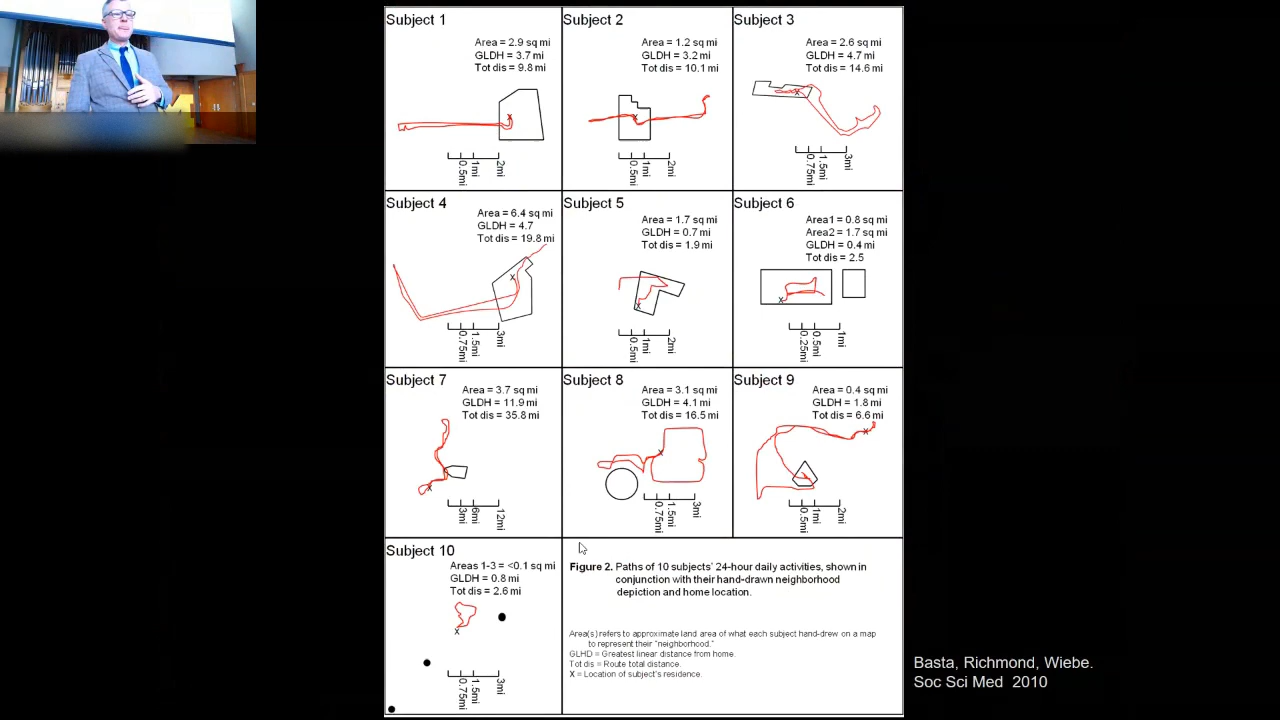 Subject 1
Area = 2.9 sq mi
GLDH = 3.7 mi
Tot dis = 9.8 mi
0.5mi
1mi
2mi
Subject 2
Area = 1.2 sq mi
GLDH = 3.2 mi
Tot dis = 10.1 mi
0.5mi
1mi
2mi
Subject 3
Area = 2.6 sq mi
GLDH = 4.7 mi
Tot dis = 14.6 mi
0.75mi
1.5mi
3mi
Subject 4
Area = 6.4 sq mi
GLDH = 4.7
Tot dis = 19.8 mi
0.75mi
1.5mi
3mi
Subject 5
Area = 1.7 sq mi
GLDH = 0.7 mi
Tot dis = 1.9 mi
0.5mi
1mi
2mi
Subject 6
Area1 = 0.8 sq mi
Area2 = 1.7 sq mi
GLDH = 0.4 mi
Tot dis = 2.5
0.25mi
0.5mi
1mi
Subject 7
Area = 3.7 sq mi
GLDH = 11.9 mi
Tot dis = 35.8 mi
3mi
6mi
12mi
Subject 8
Area = 3.1 sq mi
GLDH = 4.1 mi
Tot dis = 16.5 mi
0.75mi
1.5mi
3mi
Subject 9
Area = 0.4 sq mi
GLDH = 1.8 mi
Tot dis = 6.6 mi
0.5mi
1mi
2mi
Subject 10
Areas 1-3 = <0.1 sq mi
GLDH = 0.8 mi
Tot dis = 2.6 mi
0.75mi
1.5mi
3mi
Figure 2. Paths of 10 subjects' 24-hour daily activities, shown in
conjunction with their hand-drawn neighborhood
depiction and home location.
Area(s) refers to approximate land area of what each subject hand-drew on a map
to represent their "neighborhood."
GLHD = Greatest linear distance from home.
Tot dis = Route total distance.
X = Location of subject's residence.
Basta, Richmond, Wiebe.
Soc Sci Med 2010